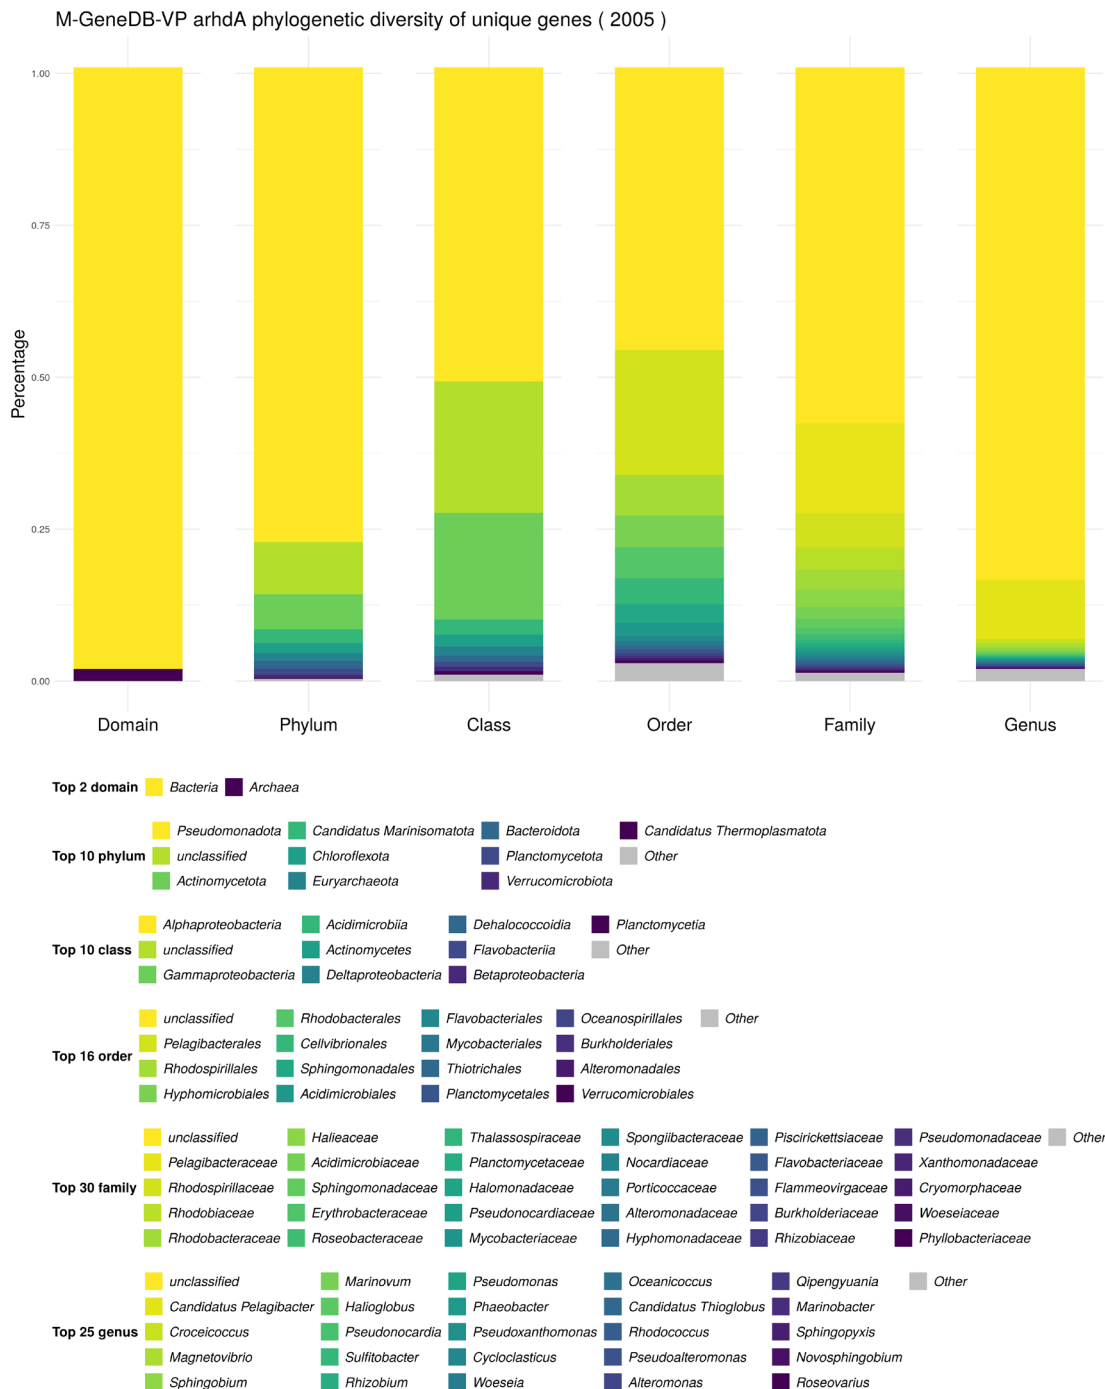 M-GeneDB-VP arhdA phylogenetic diversity of unique genes ( 2005 )
Percentage
1.00
0.75
0.50
0.25
0.00
Domain Phylum Class Order Family Genus
Top 2 domain Bacteria Archaea
Pseudomonadota Candidatus Marinisomatota Bacteroidota Candidatus Thermoplasmatota
Top 10 phylum unclassified Chloroflexota Planctomycetota Other
Actinomycetota Euryarchaeota Verrucomicrobiota
Alphaproteobacteria Acidimicrobiia Dehalococcoidia Planctomycetia
Top 10 class unclassified Actinomycetes Flavobacteriia Other
Gammaproteobacteria Deltaproteobacteria Betaproteobacteria
unclassified Rhodobacterales Flavobacteriales Oceanospirillales Other
Pelagibacterales Cellvibrionales Mycobacteriales Burkholderiales
Top 16 order
Rhodospirillales Sphingomonadales Thiotrichales Alteromonadales
Hyphomicrobiales Acidimicrobiales Planctomycetales Verrucomicrobiales
unclassified Halieaceae Thalassospiraceae Spongiibacteraceae Piscirickettsiaceae Pseudomonadaceae Other
Pelagibacteraceae Acidimicrobiaceae Planctomycetaceae Nocardiaceae Flavobacteriaceae Xanthomonadaceae
Top 30 family Rhodospirillaceae Sphingomonadaceae Halomonadaceae Porticoccaceae Flammeovirgaceae Cryomorphaceae
Rhodobiaceae Erythrobacteraceae Pseudonocardiaceae Alteromonadaceae Burkholderiaceae Woeseiaceae
Rhodobacteraceae Roseobacteraceae Mycobacteriaceae Hyphomonadaceae Rhizobiaceae Phyllobacteriaceae
unclassified Marinovum Pseudomonas Oceanicoccus Qipengyuania Other
Candidatus Pelagibacter Halioglobus Phaeobacter Candidatus Thioglobus Marinobacter
Top 25 genus Croceicoccus Pseudonocardia Pseudoxanthomonas Rhodococcus Sphingopyxis
Magnetovibrio Sulfitobacter Cycloclasticus Pseudoalteromonas Novosphingobium
Sphingobium Rhizobium Woeseia Alteromonas Roseovarius